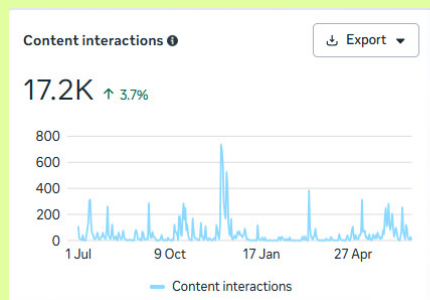 Content interactions
Export
17.2K ↑ 3.7%
800
600
400
200
0
1 Jul 9 Oct 17 Jan 27 Apr
Content interactions